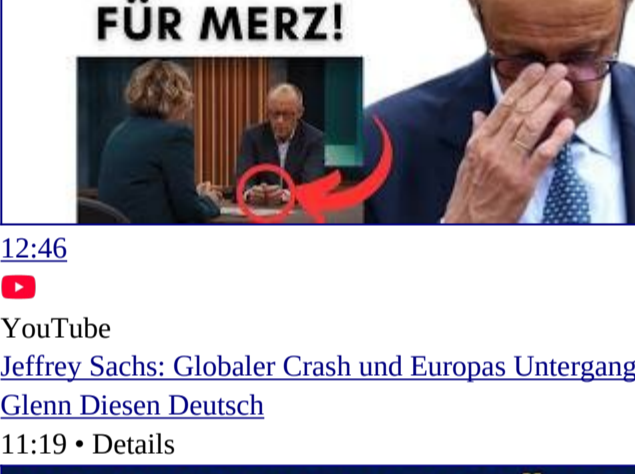 FÜR MERZ!
12:46
YouTube
Jeffrey Sachs: Globaler Crash und Europas Untergang
Glenn Diesen Deutsch
11:19 • Details